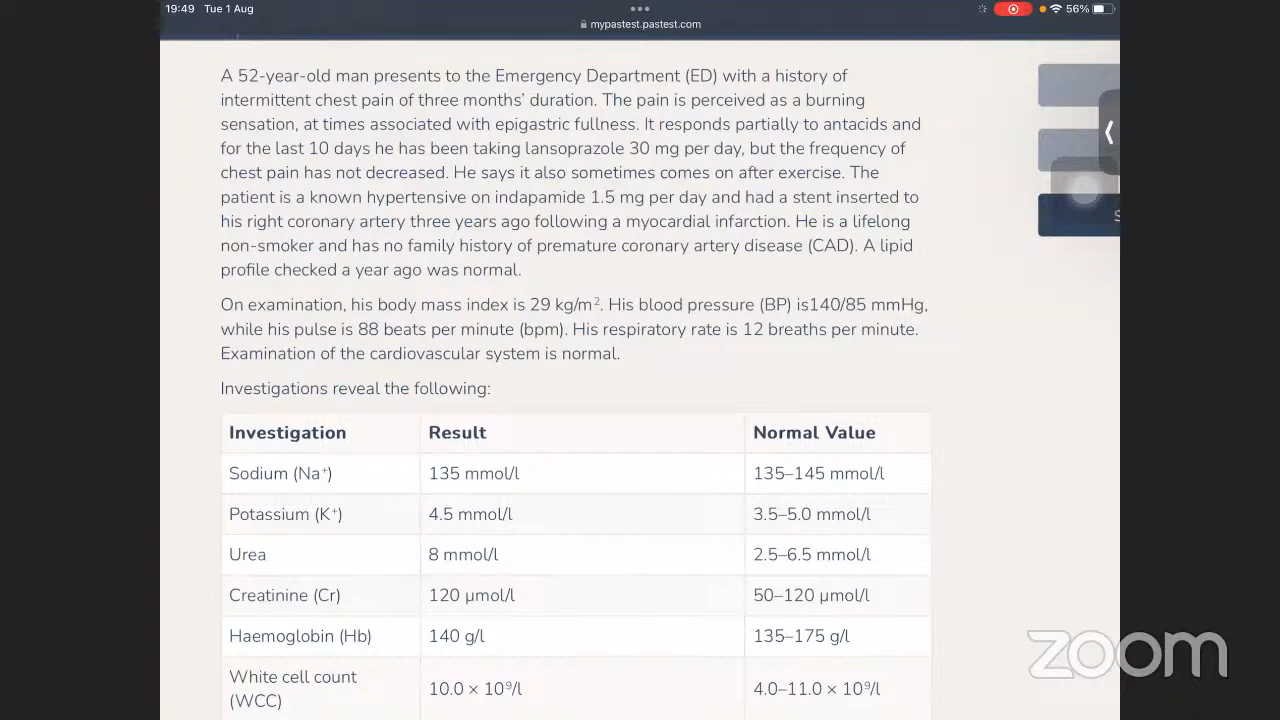 19:49 Tue 1 Aug
56%
mypastest.pastest.com
A 52-year-old man presents to the Emergency Department (ED) with a history of
intermittent chest pain of three months' duration. The pain is perceived as a burning
sensation, at times associated with epigastric fullness. It responds partially to antacids and
for the last 10 days he has been taking lansoprazole 30 mg per day, but the frequency of
chest pain has not decreased. He says it also sometimes comes on after exercise. The
patient is a known hypertensive on indapamide 1.5 mg per day and had a stent inserted to
his right coronary artery three years ago following a myocardial infarction. He is a lifelong
non-smoker and has no family history of premature coronary artery disease (CAD). A lipid
profile checked a year ago was normal.
On examination, his body mass index is 29 kg/m². His blood pressure (BP) is140/85 mmHg,
while his pulse is 88 beats per minute (bpm). His respiratory rate is 12 breaths per minute.
Examination of the cardiovascular system is normal.
Investigations reveal the following:
Investigation Result Normal Value
Sodium (Na⁺) 135 mmol/l 135–145 mmol/l
Potassium (K⁺) 4.5 mmol/l 3.5–5.0 mmol/l
Urea 8 mmol/l 2.5–6.5 mmol/l
Creatinine (Cr) 120 µmol/l 50–120 µmol/l
Haemoglobin (Hb) 140 g/l 135–175 g/l
White cell count
(WCC) 10.0 × 10⁹/l 4.0–11.0 × 10⁹/l
zoom